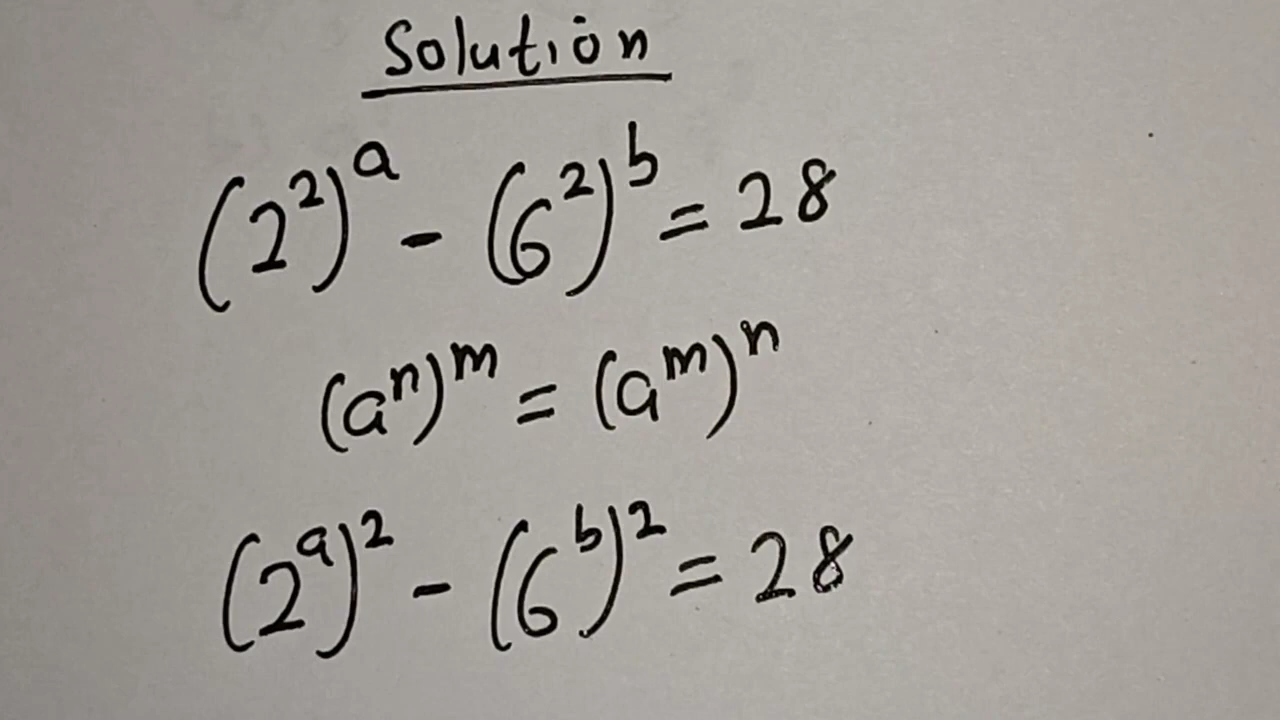 Solution
(2²)ᵃ - (6²)ᵇ = 28
(aⁿ)ᵐ = (aᵐ)ⁿ
(2ᵃ)² - (6ᵇ)² = 28